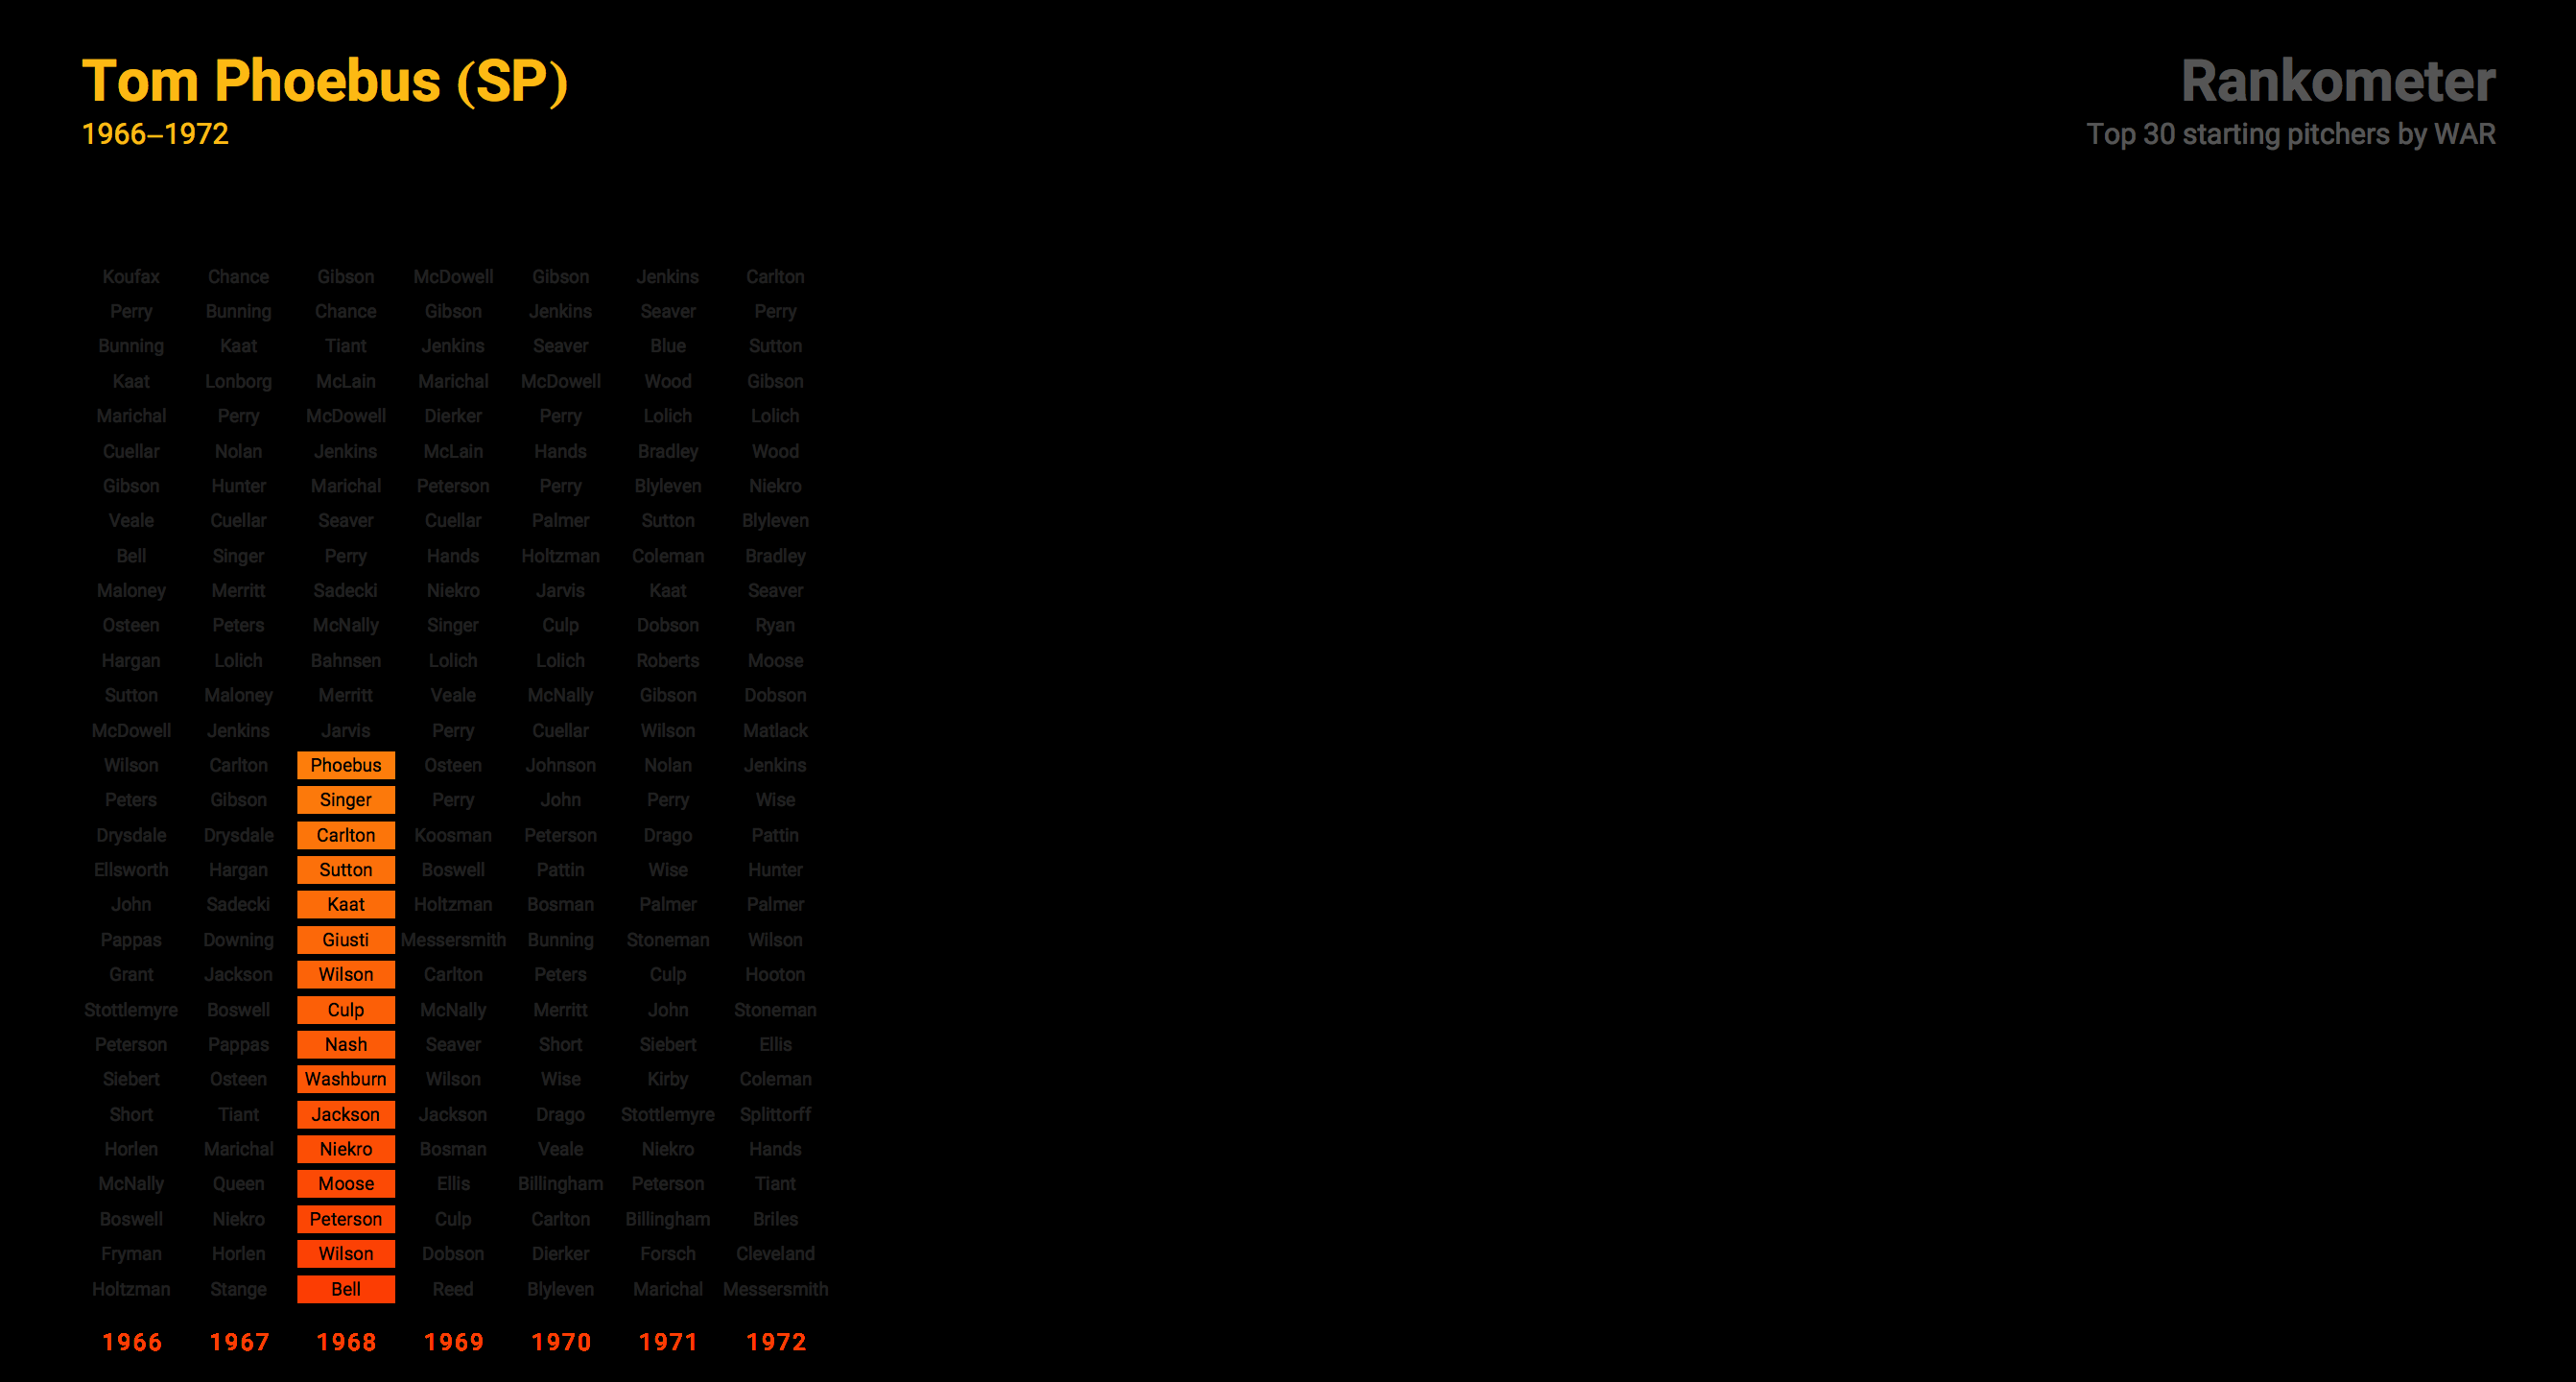 Tom Phoebus (SP)
1966–1972
Rankometer
Top 30 starting pitchers by WAR
Koufax Chance Gibson McDowell Gibson Jenkins Carlton
Perry Bunning Chance Gibson Jenkins Seaver Perry
Bunning Kaat Tiant Jenkins Seaver Blue Sutton
Kaat Lonborg McLain Marichal McDowell Wood Gibson
Marichal Perry McDowell Dierker Perry Lolich Lolich
Cuellar Nolan Jenkins McLain Hands Bradley Wood
Gibson Hunter Marichal Peterson Perry Blyleven Niekro
Veale Cuellar Seaver Cuellar Palmer Sutton Blyleven
Bell Singer Perry Hands Holtzman Coleman Bradley
Maloney Merritt Sadecki Niekro Jarvis Kaat Seaver
Osteen Peters McNally Singer Culp Dobson Ryan
Hargan Lolich Bahnsen Lolich Lolich Roberts Moose
Sutton Maloney Merritt Veale McNally Gibson Dobson
McDowell Jenkins Jarvis Perry Cuellar Wilson Matlack
Wilson Carlton Phoebus Osteen Johnson Nolan Jenkins
Peters Gibson Singer Perry John Perry Wise
Drysdale Drysdale Carlton Koosman Peterson Drago Pattin
Ellsworth Hargan Sutton Boswell Pattin Wise Hunter
John Sadecki Kaat Holtzman Bosman Palmer Palmer
Pappas Downing Giusti Messersmith Bunning Stoneman Wilson
Grant Jackson Wilson Carlton Peters Culp Hooton
Stottlemyre Boswell Culp McNally Merritt John Stoneman
Peterson Pappas Nash Seaver Short Siebert Ellis
Siebert Osteen Washburn Wilson Wise Kirby Coleman
Short Tiant Jackson Jackson Drago Stottlemyre Splittorff
Horlen Marichal Niekro Bosman Veale Niekro Hands
McNally Queen Moose Ellis Billingham Peterson Tiant
Boswell Niekro Peterson Culp Carlton Billingham Briles
Fryman Horlen Wilson Dobson Dierker Forsch Cleveland
Holtzman Stange Bell Reed Blyleven Marichal Messersmith
1966 1967 1968 1969 1970 1971 1972